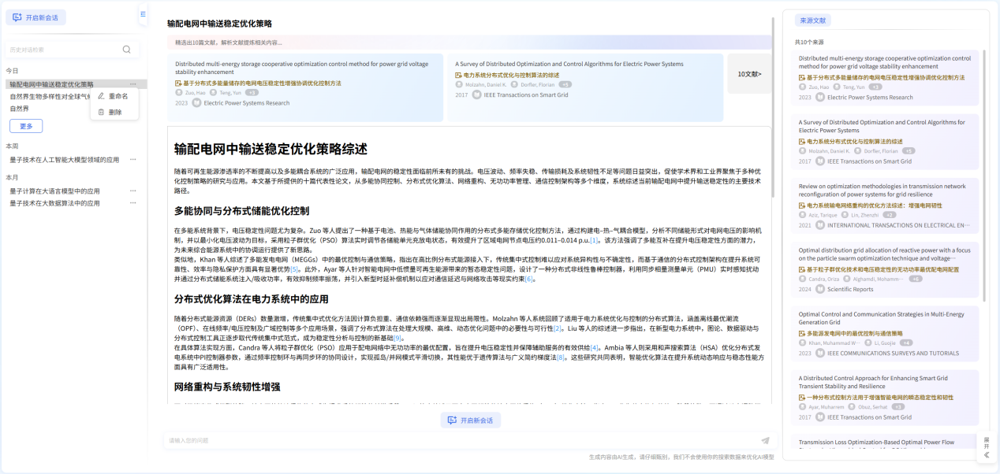 开启新会话
历史对话检索
今日
输配电网中输送稳定优化策略
自然界生物多样性对全球气候
自然界
重命名
删除
更多
本周
量子技术在人工智能大模型领域的应用
本月
量子计算在大语言模型中的应用
量子技术在大数据算法中的应用
输配电网中输送稳定优化策略
精选出10篇文献，解析文献提炼相关内容...
Distributed multi-energy storage cooperative optimization control method for power grid voltage
stability enhancement
基于分布式多能量储存的电网电压稳定性增强协调优化控制方法
Zuo, Hao Teng, Yun +3
2023 Electric Power Systems Research
A Survey of Distributed Optimization and Control Algorithms for Electric Power Systems
电力系统分布式优化与控制算法的综述
Molzahn, Daniel K. Dorfler, Florian +5
2017 IEEE Transactions on Smart Grid
10文献>
输配电网中输送稳定优化策略综述
随着可再生能源渗透率的不断提高以及多能耦合系统的广泛应用，输配电网的稳定性面临前所未有的挑战。电压波动、频率失稳、传输损耗及系统韧性不足等问题日益突出，促使学术界和工业界聚焦于多种优
化控制策略的研究与应用。本文基于所提供的十篇代表性论文，从多能协同控制、分布式优化算法、网络重构、无功功率管理、通信控制架构等多个维度，系统综述当前输配电网中提升输送稳定性的主要技术
路径。
多能协同与分布式储能优化控制
在多能系统背景下，电压稳定性问题尤为复杂。Zuo 等人提出了一种基于电池、热能与气体储能协同作用的分布式多能存储优化控制方法，通过构建电–热–气耦合模型，分析不同储能形式对电网电压的影响机
制，并以最小化电压波动为目标，采用粒子群优化（PSO）算法实时调节各储能单元充放电状态，有效提升了区域电网节点电压约0.011–0.014 p.u.[1]。该方法强调了多能互补在提升电压稳定性方面的潜力，
为未来综合能源系统中的协调运行提供了新思路。
类似地，Khan 等人综述了多能发电电网（MEGGs）中的最优控制与通信策略，指出在高比例分布式能源接入下，传统集中式控制难以应对系统异构性与不确定性，而基于通信的分布式控制架构在提升系统可
靠性、效率与隐私保护方面具有显著优势[5]。此外，Ayar 等人针对智能电网中低惯量可再生能源带来的暂态稳定性问题，设计了一种分布式非线性鲁棒控制器，利用同步相量测量单元（PMU）实时感知扰动
并通过分布式储能系统注入/吸收功率，有效抑制频率振荡，并引入新型时延补偿机制以应对通信延迟与网络攻击等现实约束[6]。
分布式优化算法在电力系统中的应用
随着分布式能源资源（DERs）数量激增，传统集中式优化方法因计算负担重、通信依赖强而逐渐显现出局限性。Molzahn 等人系统回顾了适用于电力系统优化与控制的分布式算法，涵盖离线最优潮流
（OPF）、在线频率/电压控制及广域控制等多个应用场景，强调了分布式算法在处理大规模、高维、动态优化问题中的必要性与可行性[2]。Liu 等人的综述进一步指出，在新型电力系统中，图论、数据驱动与
分布式控制工具正逐步取代传统集中式范式，成为稳定性分析与控制的新基础[9]。
在具体算法实现方面，Candra 等人将粒子群优化（PSO）应用于配电网络中无功功率的最优配置，旨在提升电压稳定性并保障辅助服务的有效供给[4]。Ambia 等人则采用和声搜索算法（HSA）优化分布式发
电系统中PI控制器参数，通过频率控制环与再同步环的协同设计，实现孤岛/并网模式平滑切换，其性能优于遗传算法与广义简约梯度法[8]。这些研究共同表明，智能优化算法在提升系统动态响应与稳态性能方
面具有广泛适用性。
网络重构与系统韧性增强
开启新会话
请输入您的问题
生成内容由AI生成，请仔细甄别，我们不会使用你的搜索数据来优化AI模型
来源文献
共10个来源
Distributed multi-energy storage cooperative optimization control
method for power grid voltage stability enhancement
基于分布式多能量储存的电网电压稳定性增强协调优化控制方法
Zuo, Hao Teng, Yun +3
2023 Electric Power Systems Research
A Survey of Distributed Optimization and Control Algorithms for
Electric Power Systems
电力系统分布式优化与控制算法的综述
Molzahn, Daniel K. Dorfler, Florian +5
2017 IEEE Transactions on Smart Grid
Review on optimization methodologies in transmission network
reconfiguration of power systems for grid resilience
电力系统输电网络重构的优化方法综述：增强电网韧性
Aziz, Tarique Lin, Zhenzhi +2
2021 INTERNATIONAL TRANSACTIONS ON ELECTRICAL EN···
Optimal distribution grid allocation of reactive power with a focus
on the particle swarm optimization technique and voltage···
基于粒子群优化技术和电压稳定性的无功功率最优配电网配置
Candra, Oriza Alghamdi, Mohamm··· +6
2024 Scientific Reports
Optimal Control and Communication Strategies in Multi-Energy
Generation Grid
多能源发电网中的最优控制与通信策略
Khan, Muhammad W··· Li, Guojie +4
2023 IEEE COMMUNICATIONS SURVEYS AND TUTORIALS
A Distributed Control Approach for Enhancing Smart Grid
Transient Stability and Resilience
一种分布式控制方法用于增强智能电网的瞬态稳定性和韧性
Ayar, Muharrem Obuz, Serhat +3
2017 IEEE Transactions on Smart Grid
Transmission Loss Optimization-Based Optimal Power Flow
展开